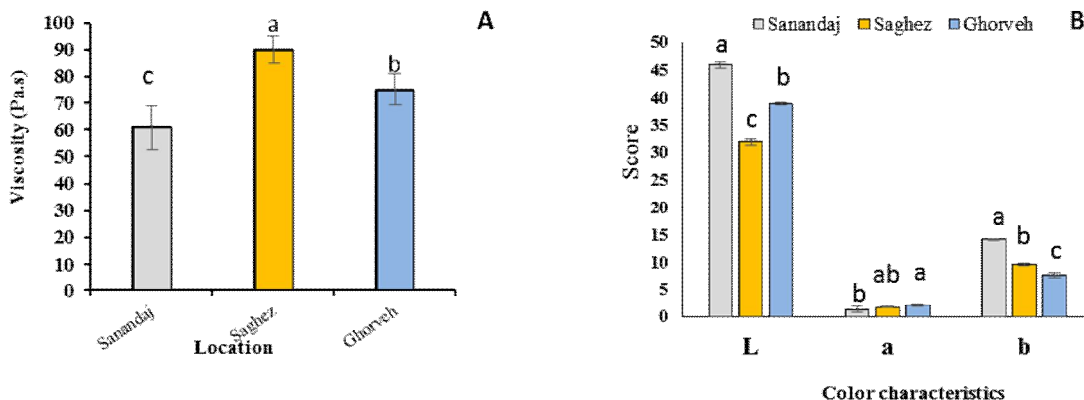 A
100
90
80
70
60
50
40
30
20
10
0
Viscosity (Pa.s)
c
a
b
Sanandaj
Saghez
Ghorveh
Location
B
Sanandaj Saghez Ghorveh
50
45
40
35
30
25
20
15
10
5
0
Score
a
c
b
b
ab
a
a
b
c
L a b
Color characteristics